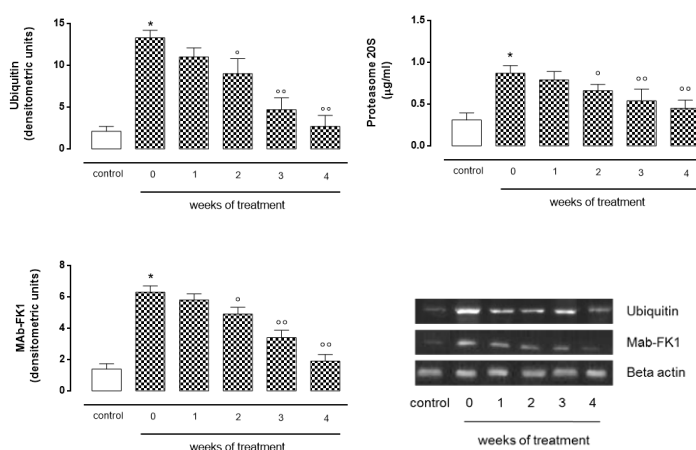 Ubiquitin
(densitometric units)
15
10
5
0
*
°
°°
°°
control
0 1 2 3 4
weeks of treatment
Proteasome 20S
(µg/ml)
1.5
1.0
0.5
0.0
*
°
°°
°°
control
0 1 2 3 4
weeks of treatment
MAb-FK1
(densitometric units)
8
6
4
2
0
*
°
°°
°°
control
0 1 2 3 4
weeks of treatment
Ubiquitin
Mab-FK1
Beta actin
control 0 1 2 3 4
weeks of treatment